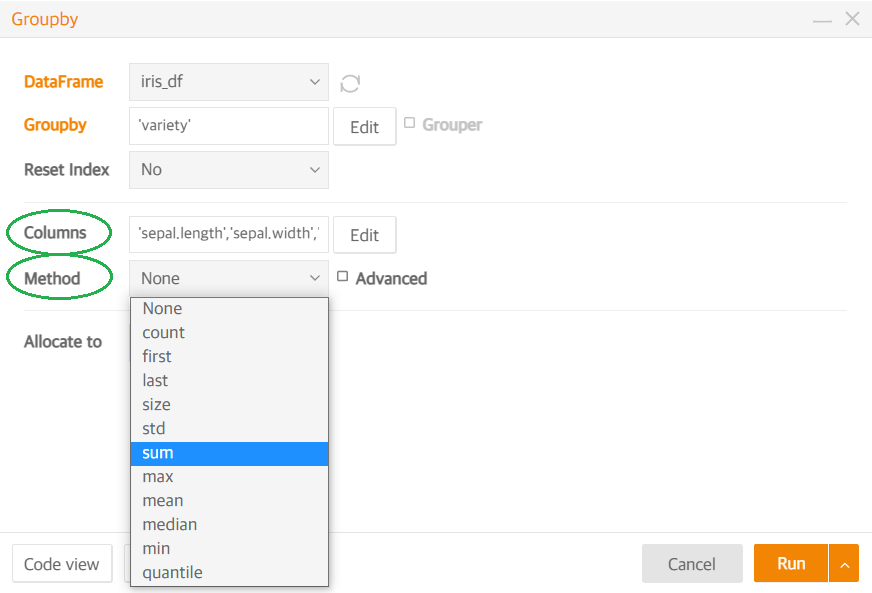 Groupby
DataFrame iris_df
Groupby 'variety' Edit Grouper
Reset Index No
Columns 'sepal.length','sepal.width',' Edit
Method None Advanced
None
count
first
last
size
std
sum
max
mean
median
min
quantile
Allocate to
Code view Cancel Run